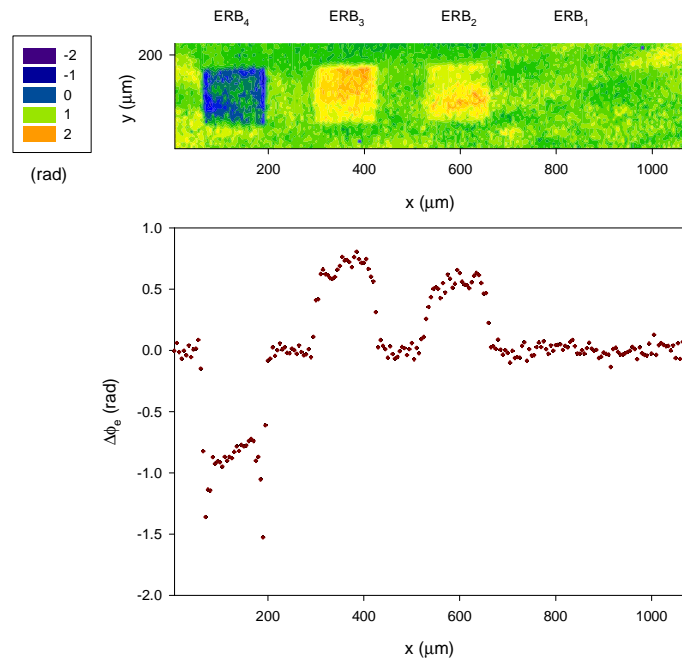 ERB₄ ERB₃ ERB₂ ERB₁
-2
-1
0
1
2
(rad)
200
y (μm)
200 400 600 800 1000
x (μm)
1.0
0.5
0.0
-0.5
-1.0
-1.5
-2.0
Δϕₑ (rad)
200 400 600 800 1000
x (μm)